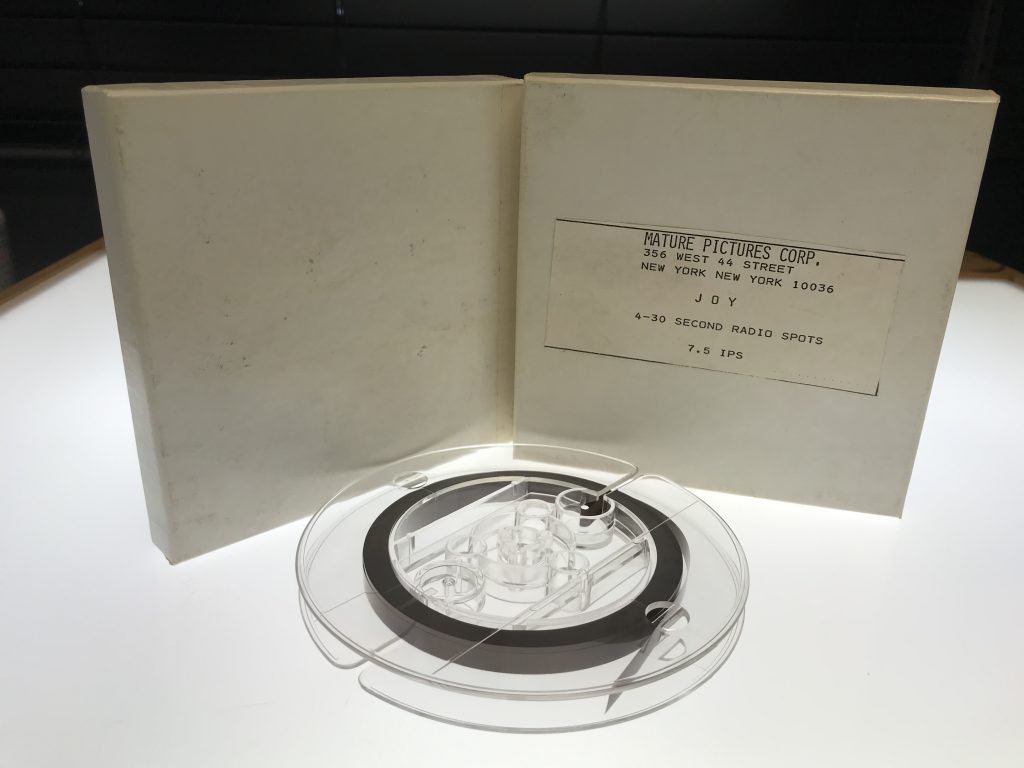 MATURE PICTURES CORP.
356 WEST 44 STREET
NEW YORK NEW YORK 10036
J O Y
4-30 SECOND RADIO SPOTS
7.5 IPS